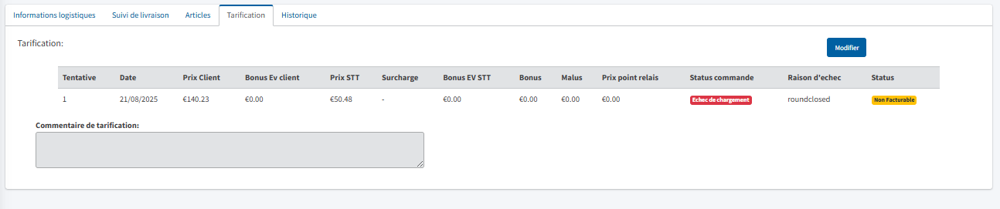 Informations logistiques Suivi de livraison Articles Tarification Historique
Tarification:
Modifier
Tentative Date Prix Client Bonus Ev client Prix STT Surcharge Bonus EV STT Bonus Malus Prix point relais Status commande Raison d'echec Status
1 21/08/2025 €140.23 €0.00 €50.48 - €0.00 €0.00 €0.00 €0.00 Echec de chargement roundclosed Non Facturable
Commentaire de tarification: